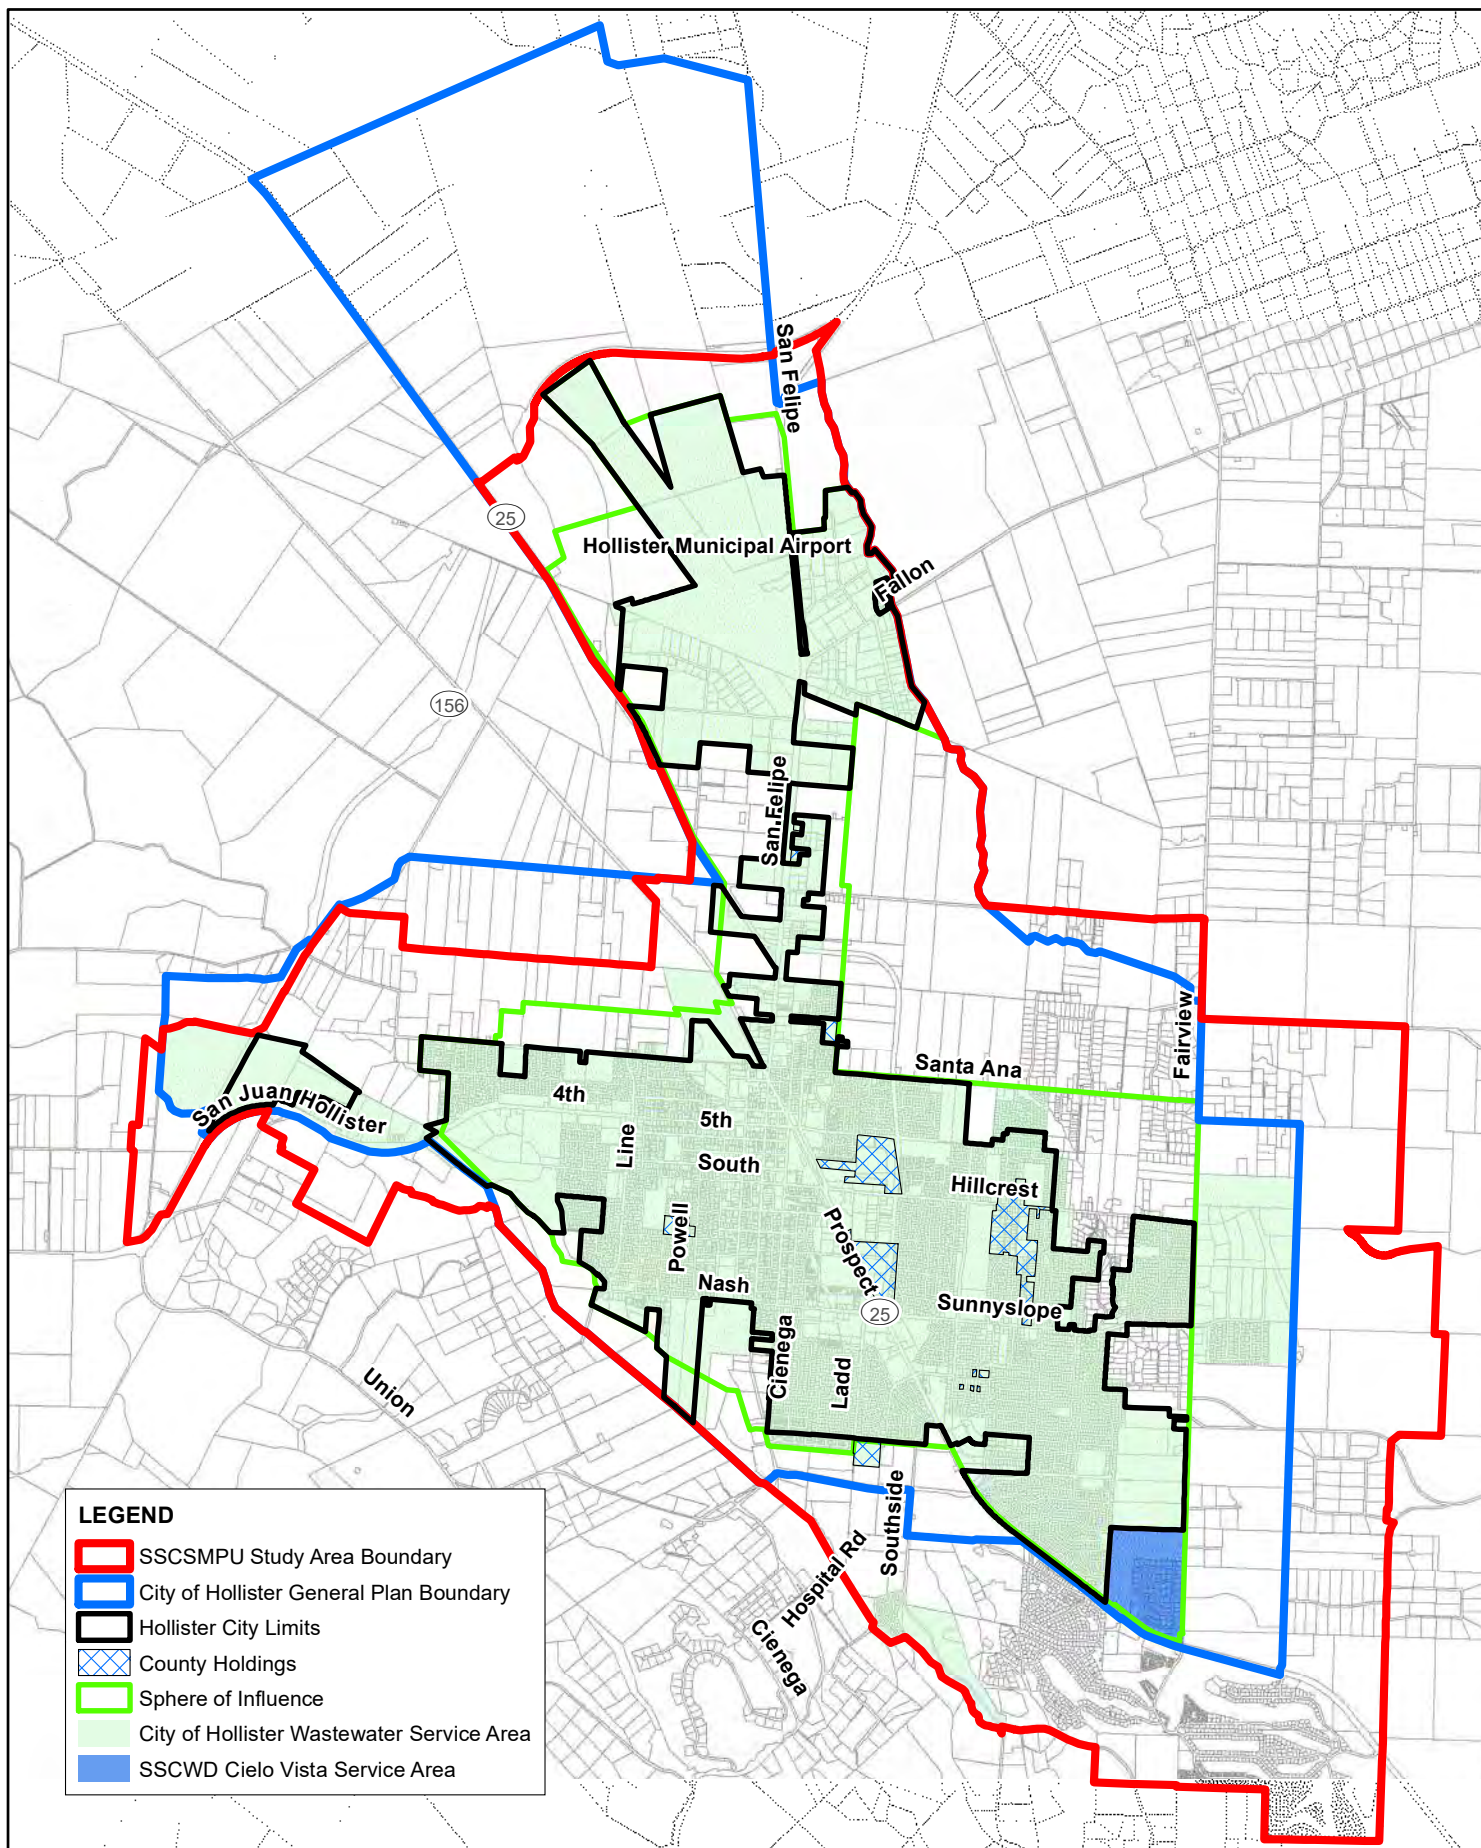 San Felipe
25
Hollister Municipal Airport
Fallon
156
San Felipe
Fairview
Santa Ana
San Juan Hollister
4th
5th
Line
South
Hillcrest
Powell
Prospect
Nash
25
Sunnyslope
Cienega
Ladd
Union
Southside
Hospital Rd
Cienega
LEGEND
SSCSMPU Study Area Boundary
City of Hollister General Plan Boundary
Hollister City Limits
County Holdings
Sphere of Influence
City of Hollister Wastewater Service Area
SSCWD Cielo Vista Service Area